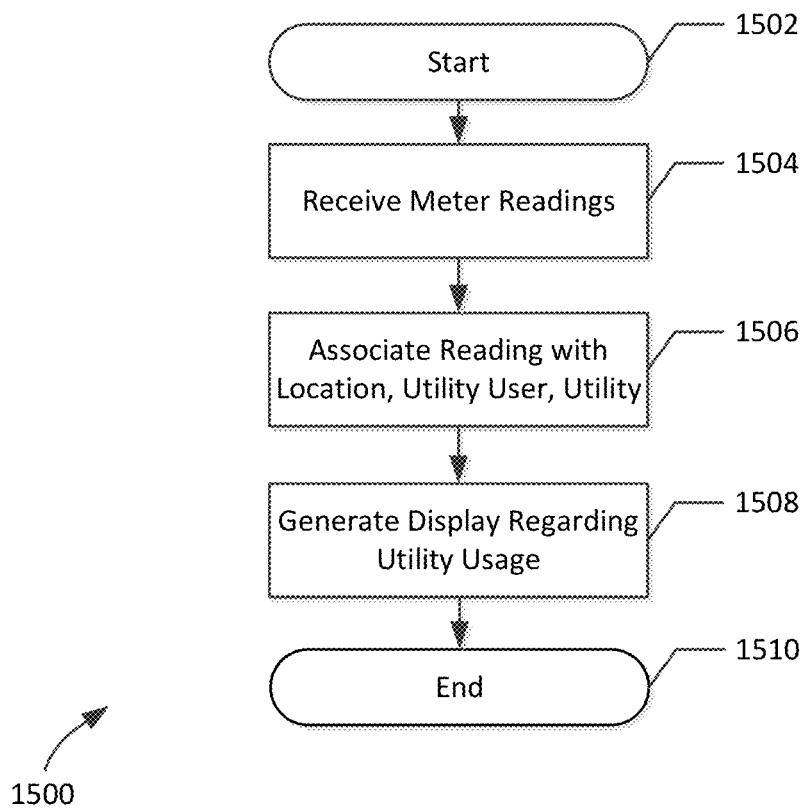 Start
1502
Receive Meter Readings
1504
Associate Reading with
Location, Utility User, Utility
1506
Generate Display Regarding
Utility Usage
1508
End
1510
1500